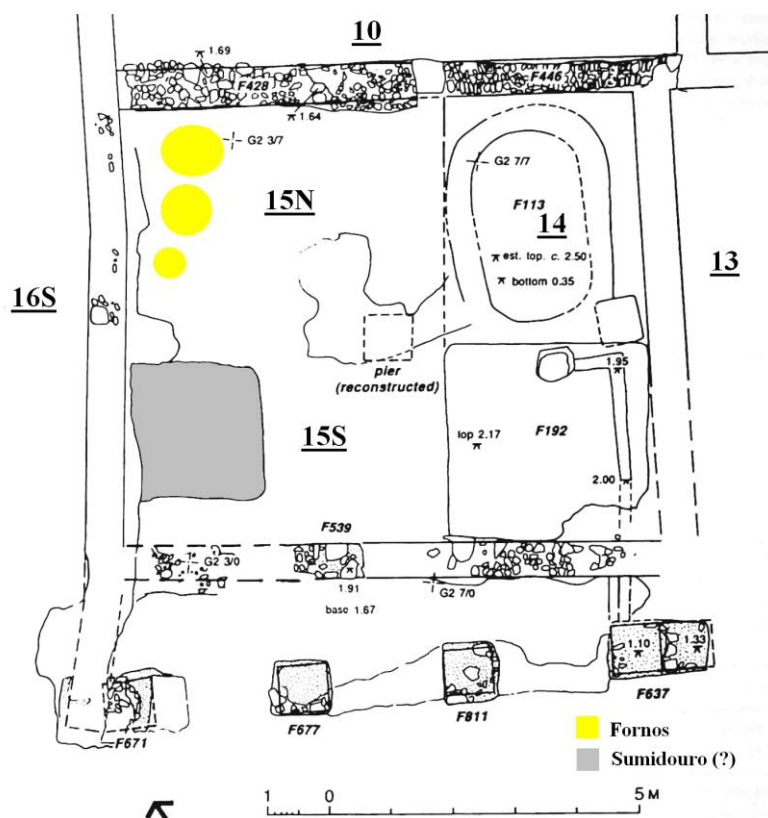 10
1.69
F428
F446
1.64
G2 3/7
G2 7/7
15N
F113
14
est. top. c. 2.50
bottom 0.35
13
16S
pier
(reconstructed)
1.95
15S
top 2.17
F192
2.00
F539
G2 3/0
1.91
G2 7/0
base 1.67
1.10
1.33
F671
F677
F811
F637
Fornos
Sumidouro (?)
1 0 5 M